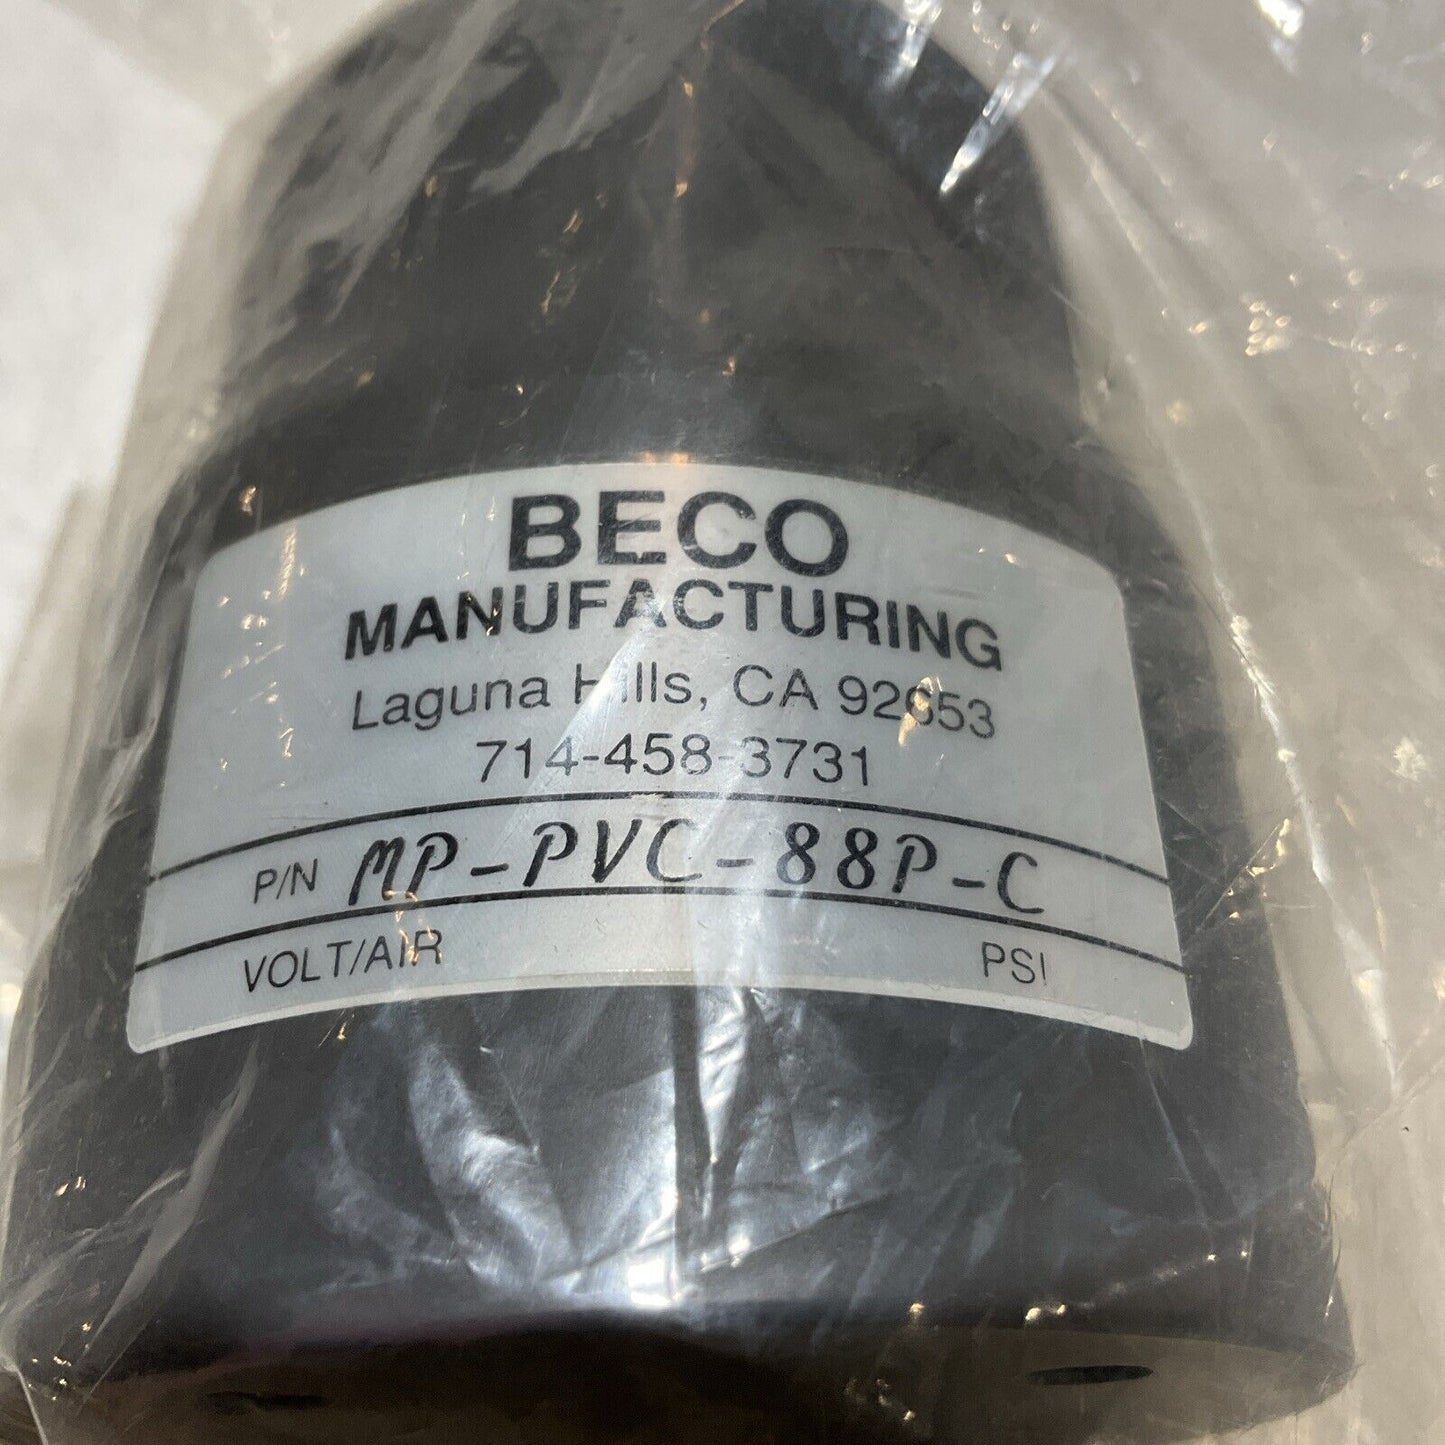 BECO
MANUFACTURING
Laguna Hills, CA 92653
714-458-3731
P/N MP-PVC-88P-C
VOLT/AIR PSI